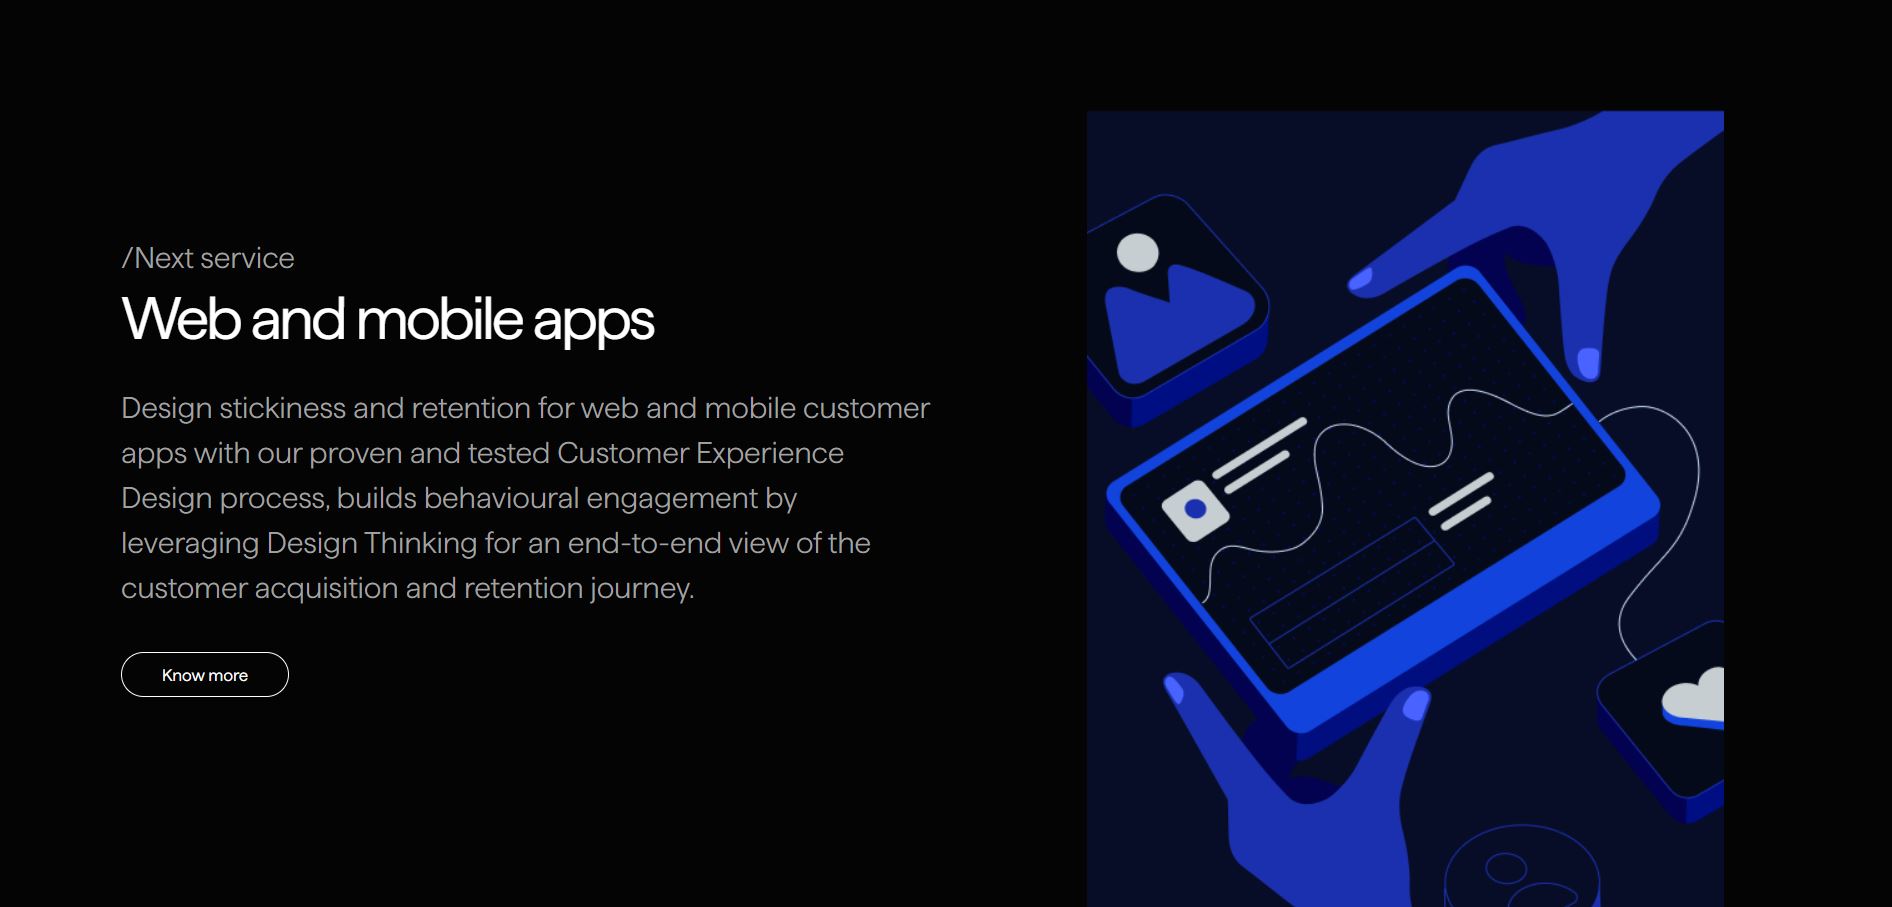 /Next service
Web and mobile apps
Design stickiness and retention for web and mobile customer
apps with our proven and tested Customer Experience
Design process, builds behavioural engagement by
leveraging Design Thinking for an end-to-end view of the
customer acquisition and retention journey.
Know more